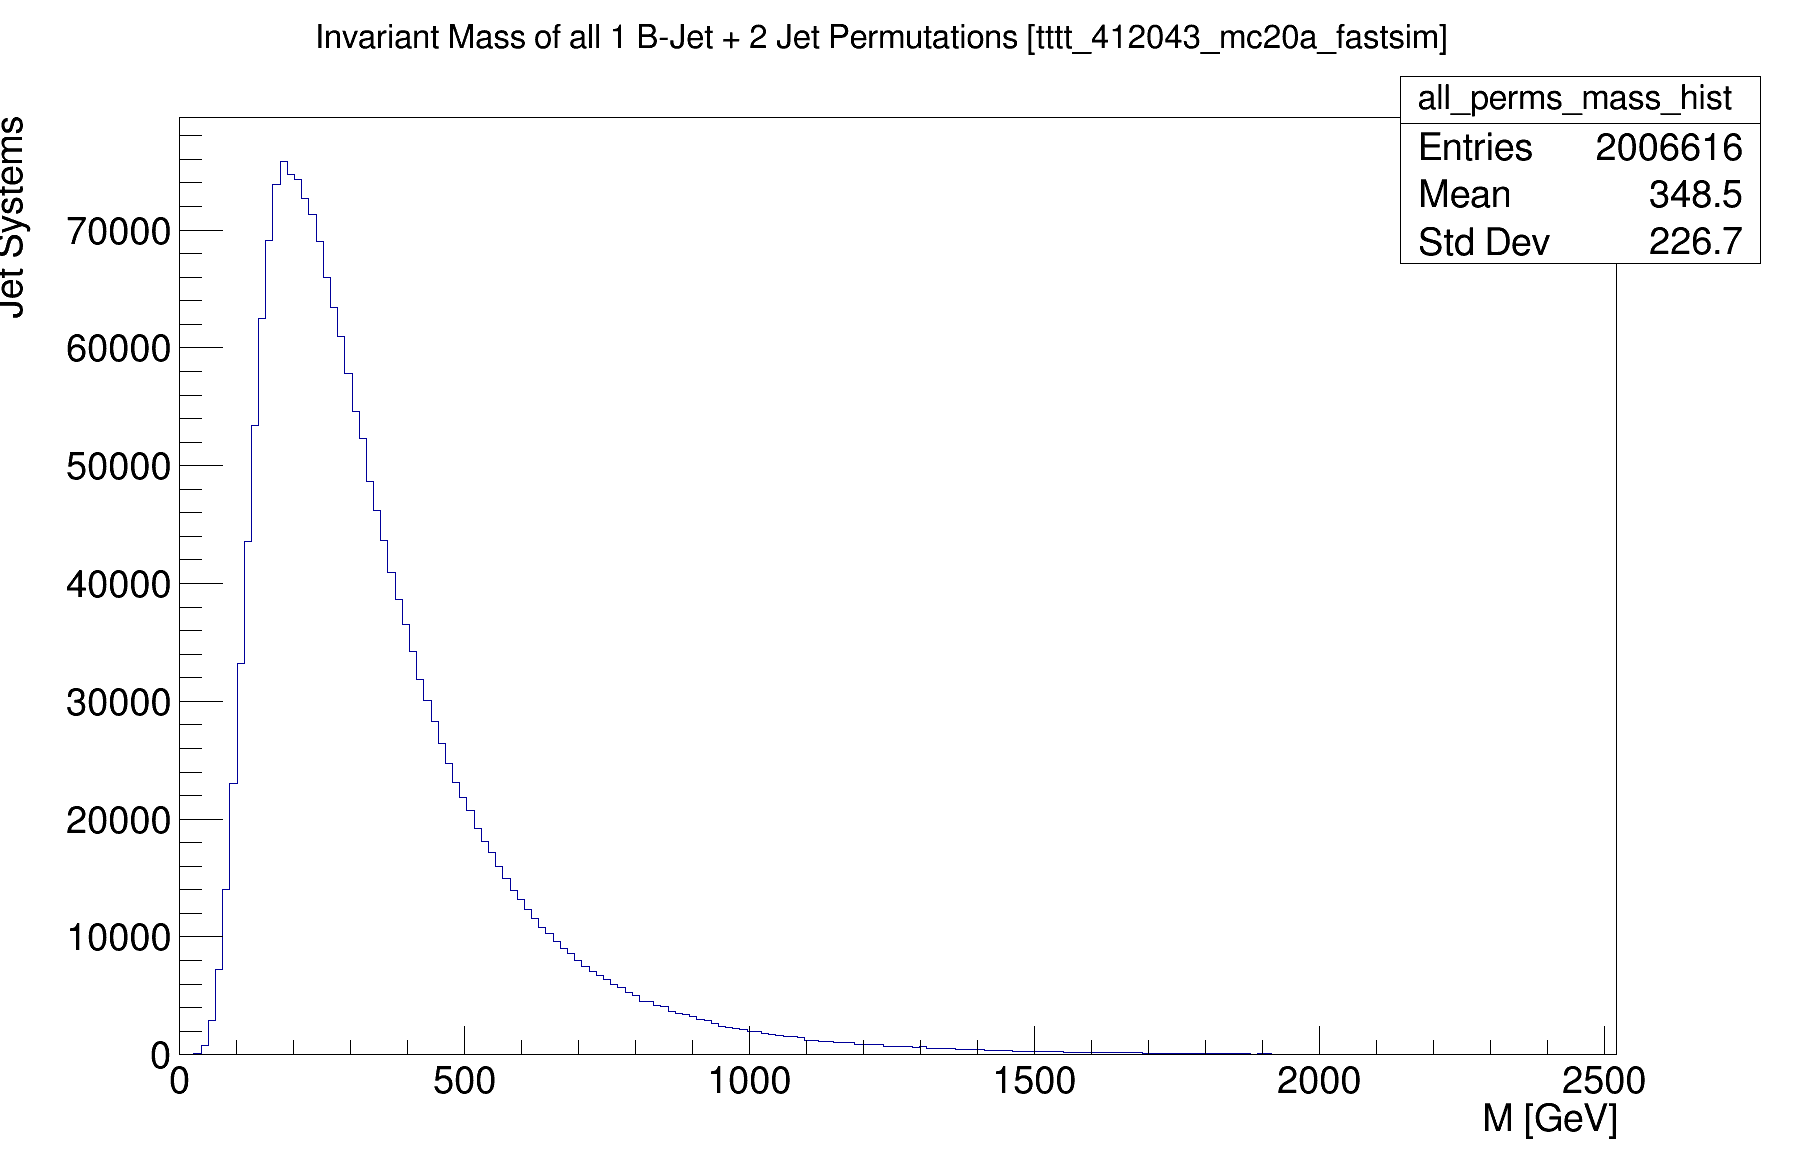 Invariant Mass of all 1 B-Jet + 2 Jet Permutations [tttt_412043_mc20a_fastsim]
all_perms_mass_hist
Entries 2006616
Mean 348.5
Std Dev 226.7
Jet Systems
70000
60000
50000
40000
30000
20000
10000
0
0 500 1000 1500 2000 2500
M [GeV]